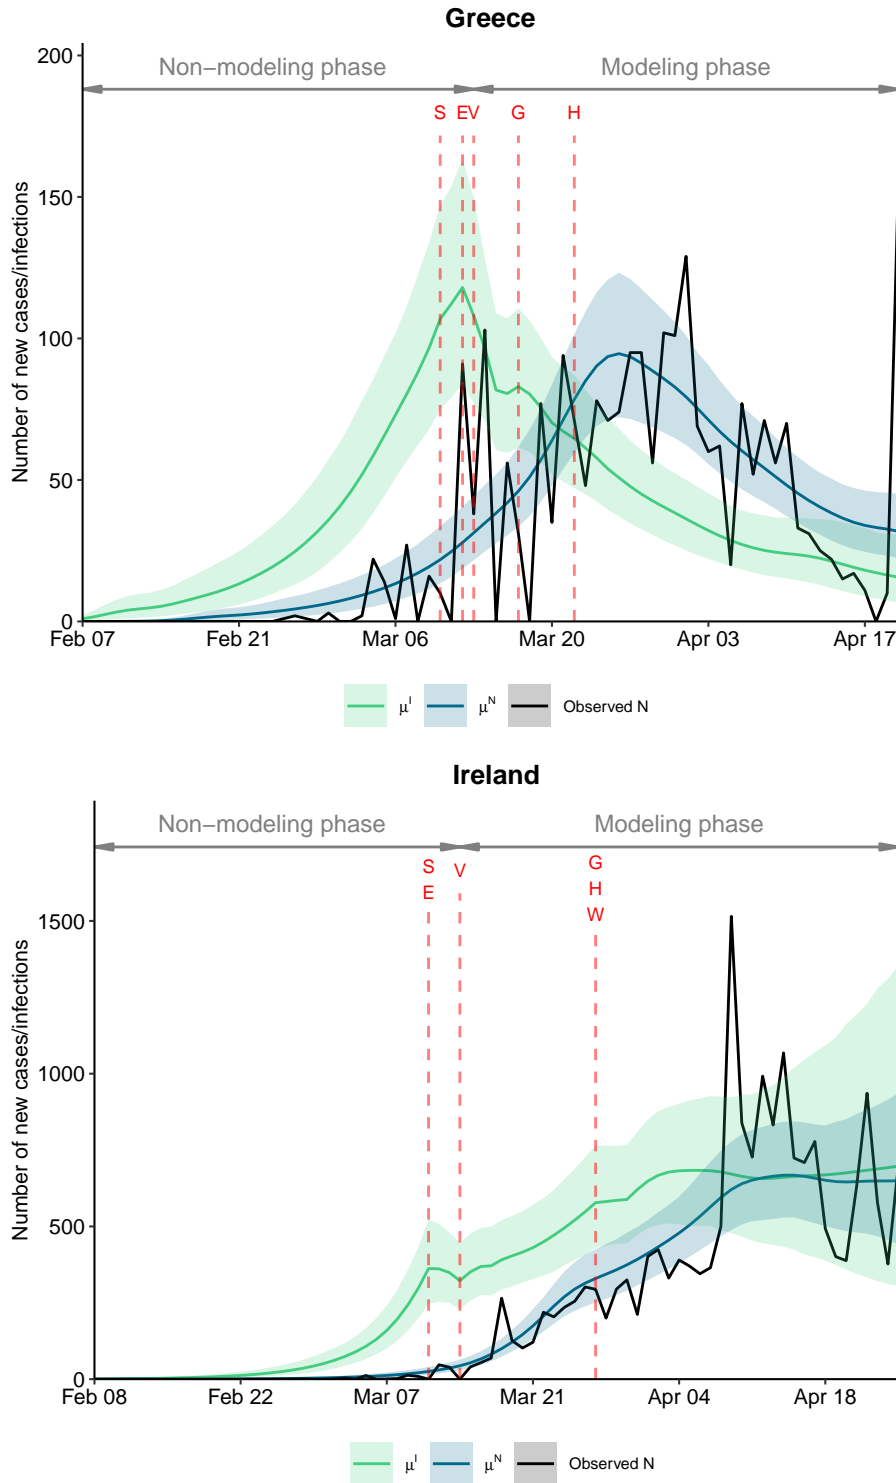 Greece
Non−modeling phase Modeling phase
S E V G H
Number of new cases/infections
200
150
100
50
0
Feb 07 Feb 21 Mar 06 Mar 20 Apr 03 Apr 17
μI μN Observed N
Ireland
Non−modeling phase Modeling phase
S V G
E H
W
Number of new cases/infections
1500
1000
500
0
Feb 08 Feb 22 Mar 07 Mar 21 Apr 04 Apr 18
μI μN Observed N